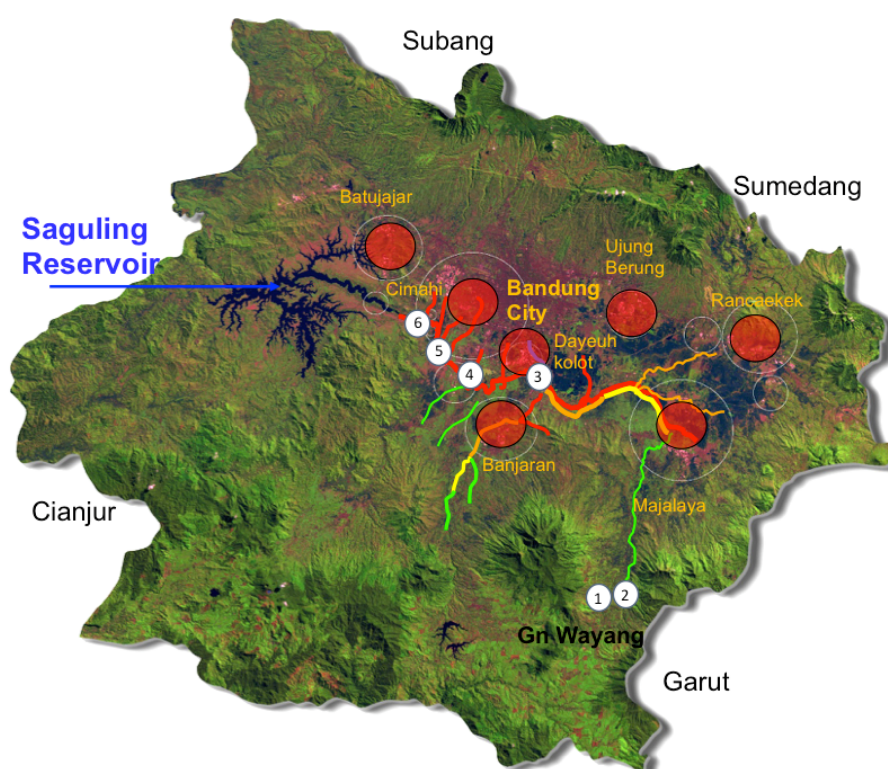 Subang
Sumedang
Batujajar
Saguling
Reservoir
Ujung
Berung
Cimahi
Bandung
City
Rancaekek
6
Dayeuh
kolot
5
4
3
Banjaran
Majalaya
Cianjur
1
2
Gn Wayang
Garut